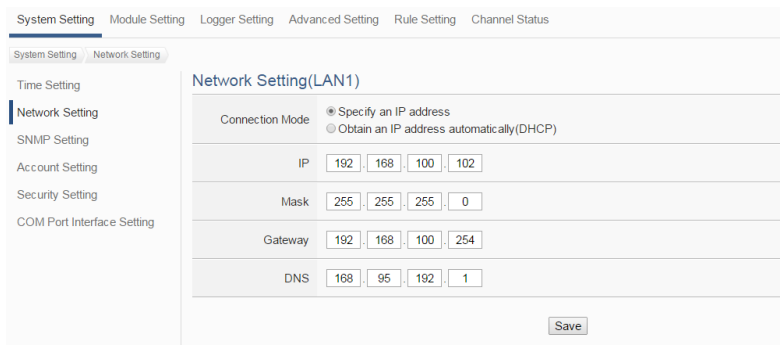 System Setting Module Setting Logger Setting Advanced Setting Rule Setting Channel Status
System Setting Network Setting
Time Setting
Network Setting
SNMP Setting
Account Setting
Security Setting
COM Port Interface Setting
Network Setting(LAN1)
Connection Mode
Specify an IP address
Obtain an IP address automatically(DHCP)
IP 192 . 168 . 100 . 102
Mask 255 . 255 . 255 . 0
Gateway 192 . 168 . 100 . 254
DNS 168 . 95 . 192 . 1
Save